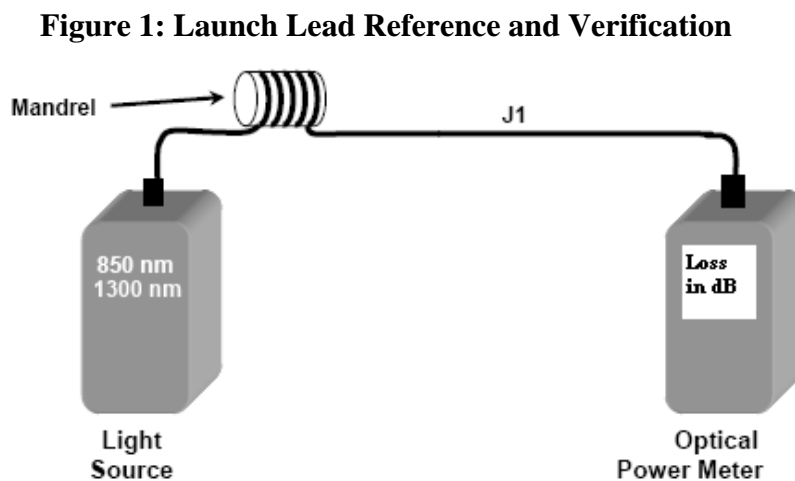 Figure 1: Launch Lead Reference and Verification
Mandrel
J1
850 nm
1300 nm
Loss
in dB
Light
Source
Optical
Power Meter